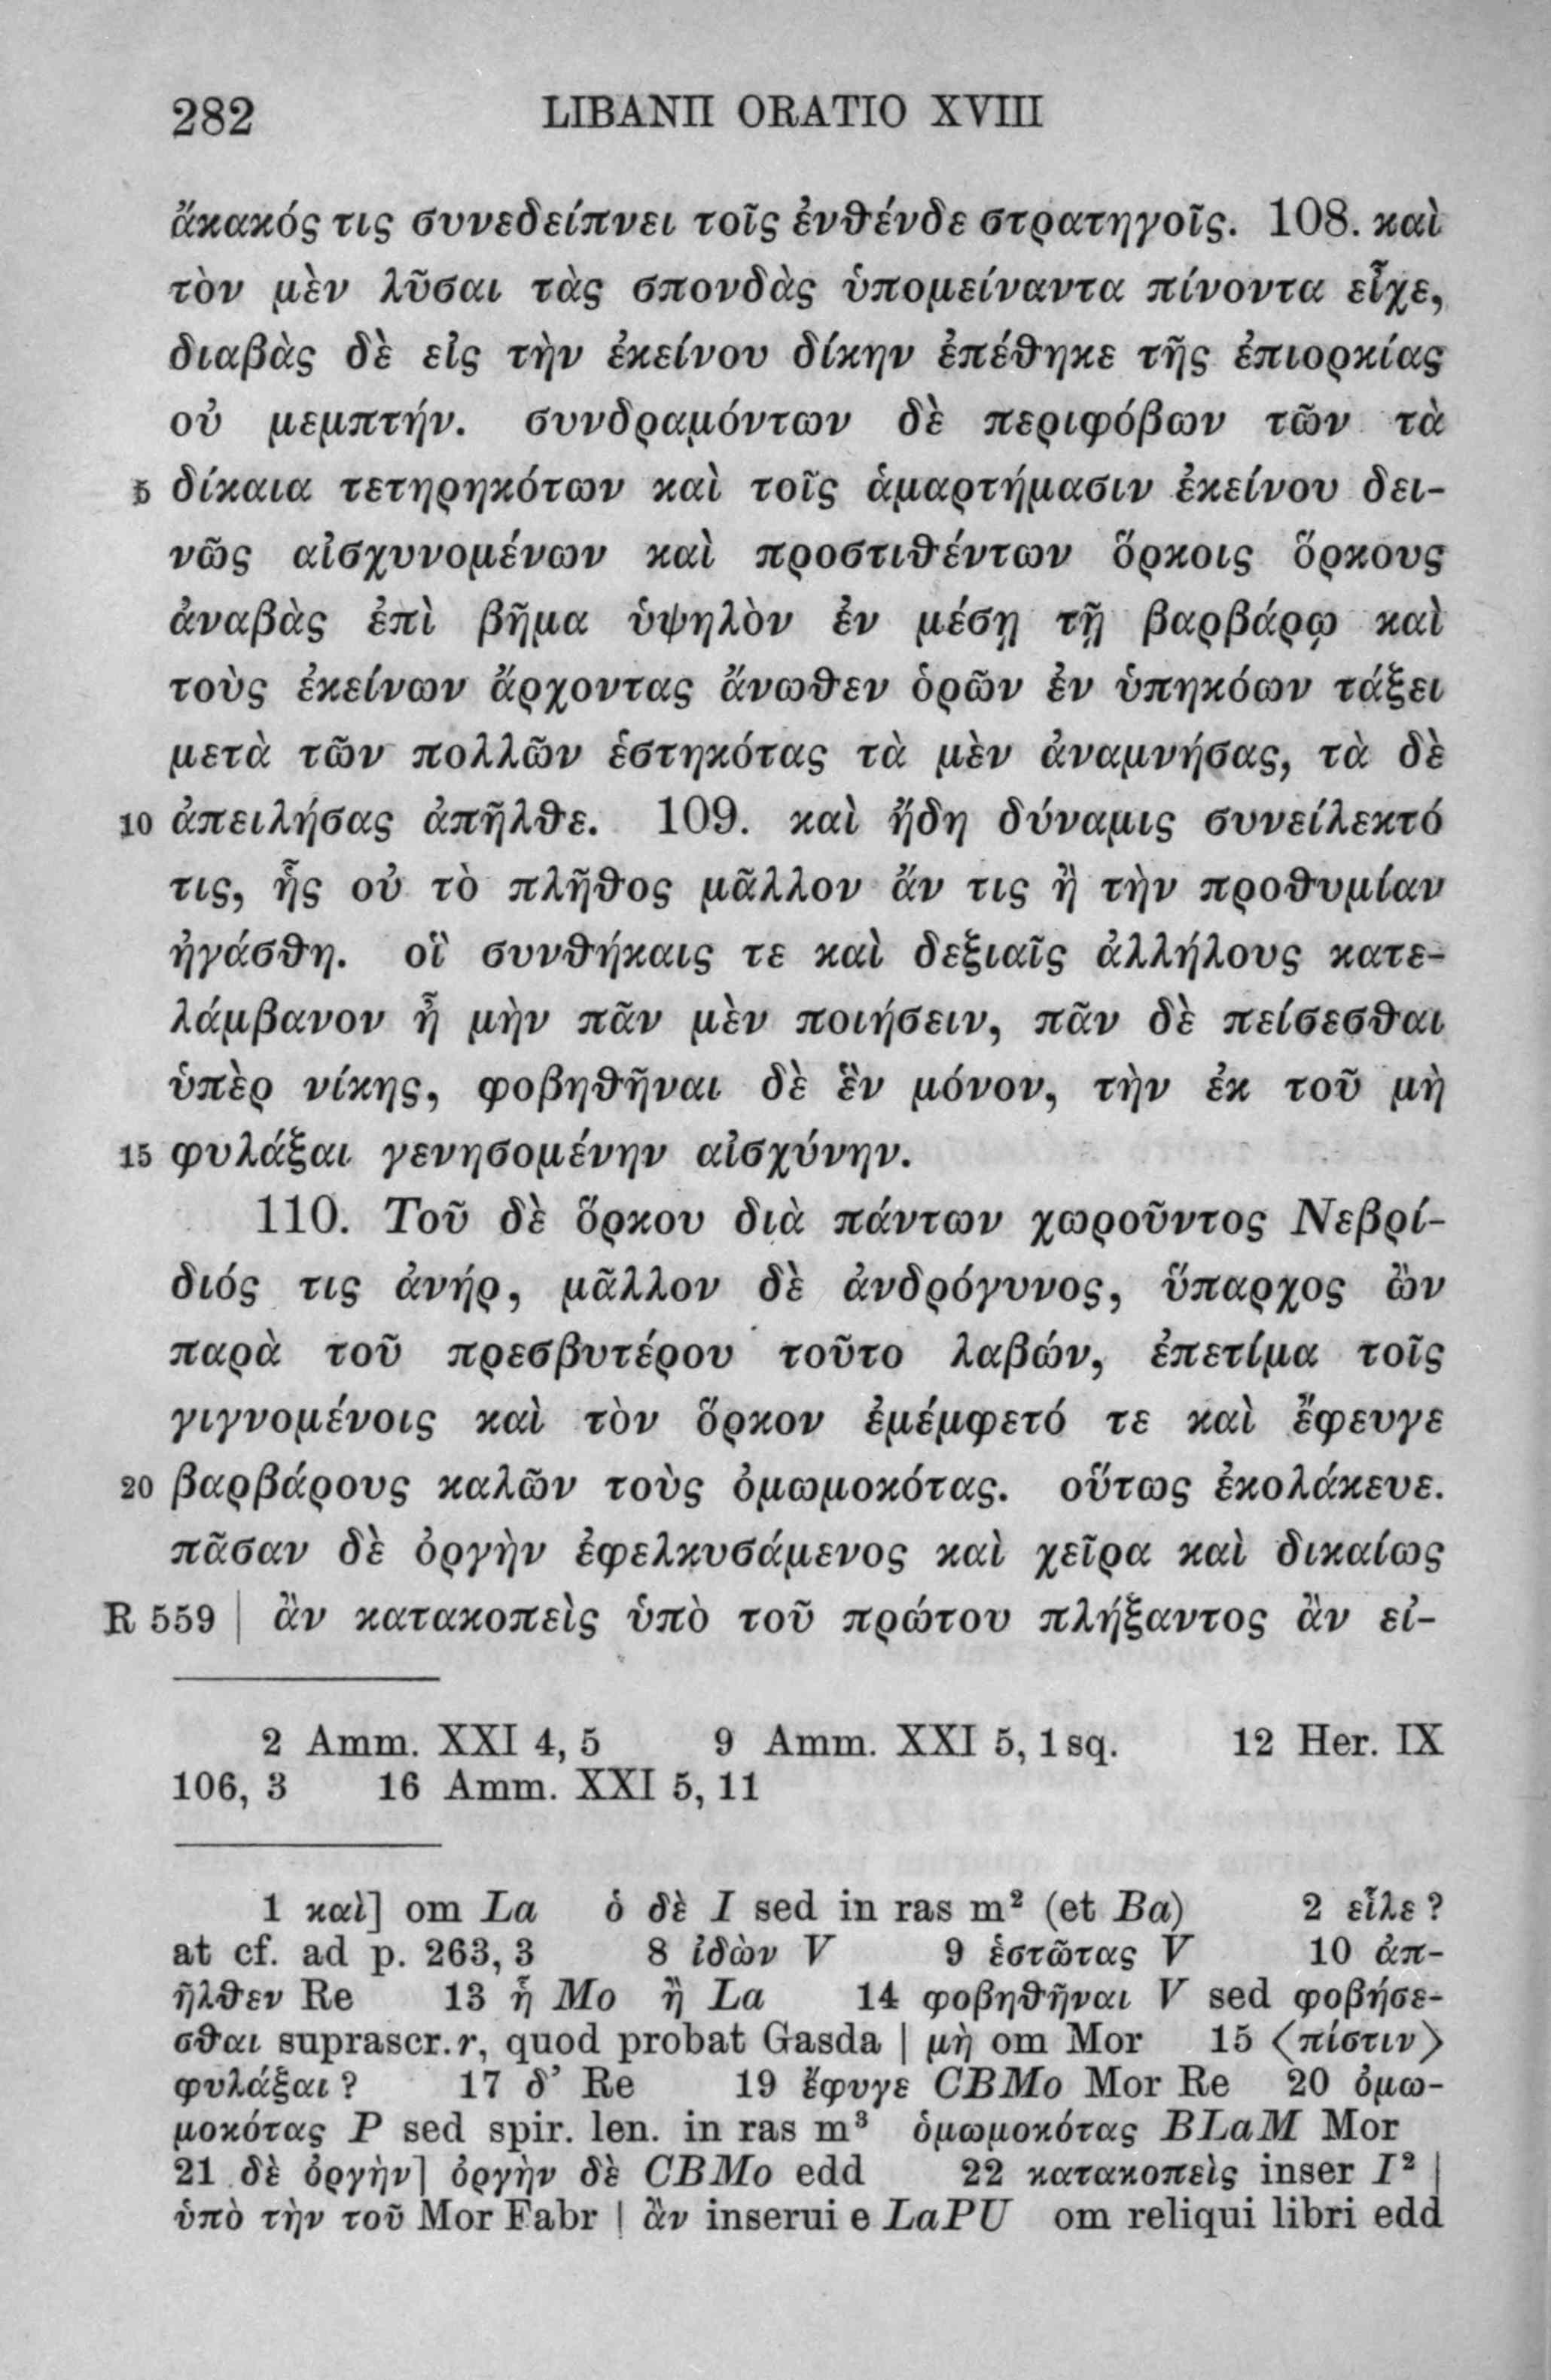 282 LIBANII ORATIO XVIII
ἄκακός τις συνεδείπνει τοῖς ἐνθένδε στρατηγοῖς. 108. καὶ
τὸν μὲν λῦσαι τὰς σπονδὰς ὑπομείναντα πίνοντα εἶχε,
διαβὰς δὲ εἰς τὴν ἐκείνου δίκην ἐπέθηκε τῆς ἐπιορκίας
οὐ μεμπτήν. συνδραμόντων δὲ περιφόβων τῶν τὰ
5 δίκαια τετηρηκότων καὶ τοῖς ἁμαρτήμασιν ἐκείνου δει-
νῶς αἰσχυνομένων καὶ προστιθέντων ὅρκοις ὅρκους
ἀναβὰς ἐπὶ βῆμα ὑψηλὸν ἐν μέσῃ τῇ βαρβάρῳ καὶ
τοὺς ἐκείνων ἄρχοντας ἄνωθεν ὁρῶν ἐν ὑπηκόων τάξει
μετὰ τῶν πολλῶν ἑστηκότας τὰ μὲν ἀναμνήσας, τὰ δὲ
10 ἀπειλήσας ἀπῆλθε. 109. καὶ ἤδη δύναμις συνείλεκτό
τις, ἧς οὐ τὸ πλῆθος μᾶλλον ἄν τις ἢ τὴν προθυμίαν
ἠγάσθη. οἳ συνθήκαις τε καὶ δεξιαῖς ἀλλήλους κατε-
λάμβανον ἦ μὴν πᾶν μὲν ποιήσειν, πᾶν δὲ πείσεσθαι
ὑπὲρ νίκης, φοβηθῆναι δὲ ἓν μόνον, τὴν ἐκ τοῦ μὴ
15 φυλάξαι γενησομένην αἰσχύνην.
110. Τοῦ δὲ ὅρκου διὰ πάντων χωροῦντος Νεβρί-
διός τις ἀνήρ, μᾶλλον δὲ ἀνδρόγυνος, ὕπαρχος ὢν
παρὰ τοῦ πρεσβυτέρου τοῦτο λαβών, ἐπετίμα τοῖς
γιγνομένοις καὶ τὸν ὅρκον ἐμέμφετό τε καὶ ἔφευγε
20 βαρβάρους καλῶν τοὺς ὀμωμοκότας. οὕτως ἐκολάκευε.
πᾶσαν δὲ ὀργὴν ἐφελκυσάμενος καὶ χεῖρα καὶ δικαίως
R 559 | ἂν κατακοπεὶς ὑπὸ τοῦ πρώτου πλήξαντος ἂν εἰ-
2 Amm. XXI 4, 5 9 Amm. XXI 5, 1 sq. 12 Her. IX
106, 3 16 Amm. XXI 5, 11
1 καὶ] om La ὁ δὲ I sed in ras m² (et Ba) 2 εἷλε?
at cf. ad p. 263, 3 8 ἰδὼν V 9 ἑστῶτας V 10 ἀπ-
ῆλθεν Re 13 ἦ Mo ἢ La 14 φοβηθῆναι V sed φοβήσε-
σθαι suprascr. r, quod probat Gasda | μὴ om Mor 15 〈πίστιν〉
φυλάξαι? 17 δ’ Re 19 ἔφυγε CBMo Mor Re 20 ὀμω-
μοκότας P sed spir. len. in ras m³ ὁμωμοκότας BLaM Mor
21 δὲ ὀργὴν] ὀργὴν δὲ CBMo edd 22 κατακοπεὶς inser I² |
ὑπὸ τὴν τοῦ Mor Fabr | ἂν inserui e LaPU om reliqui libri edd